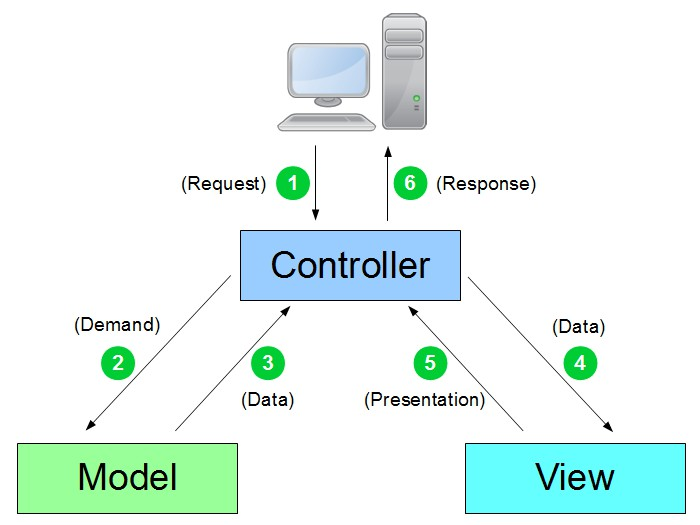 (Request) 1 6 (Response)
Controller
(Demand) (Data)
2 3 5 4
(Data) (Presentation)
Model View